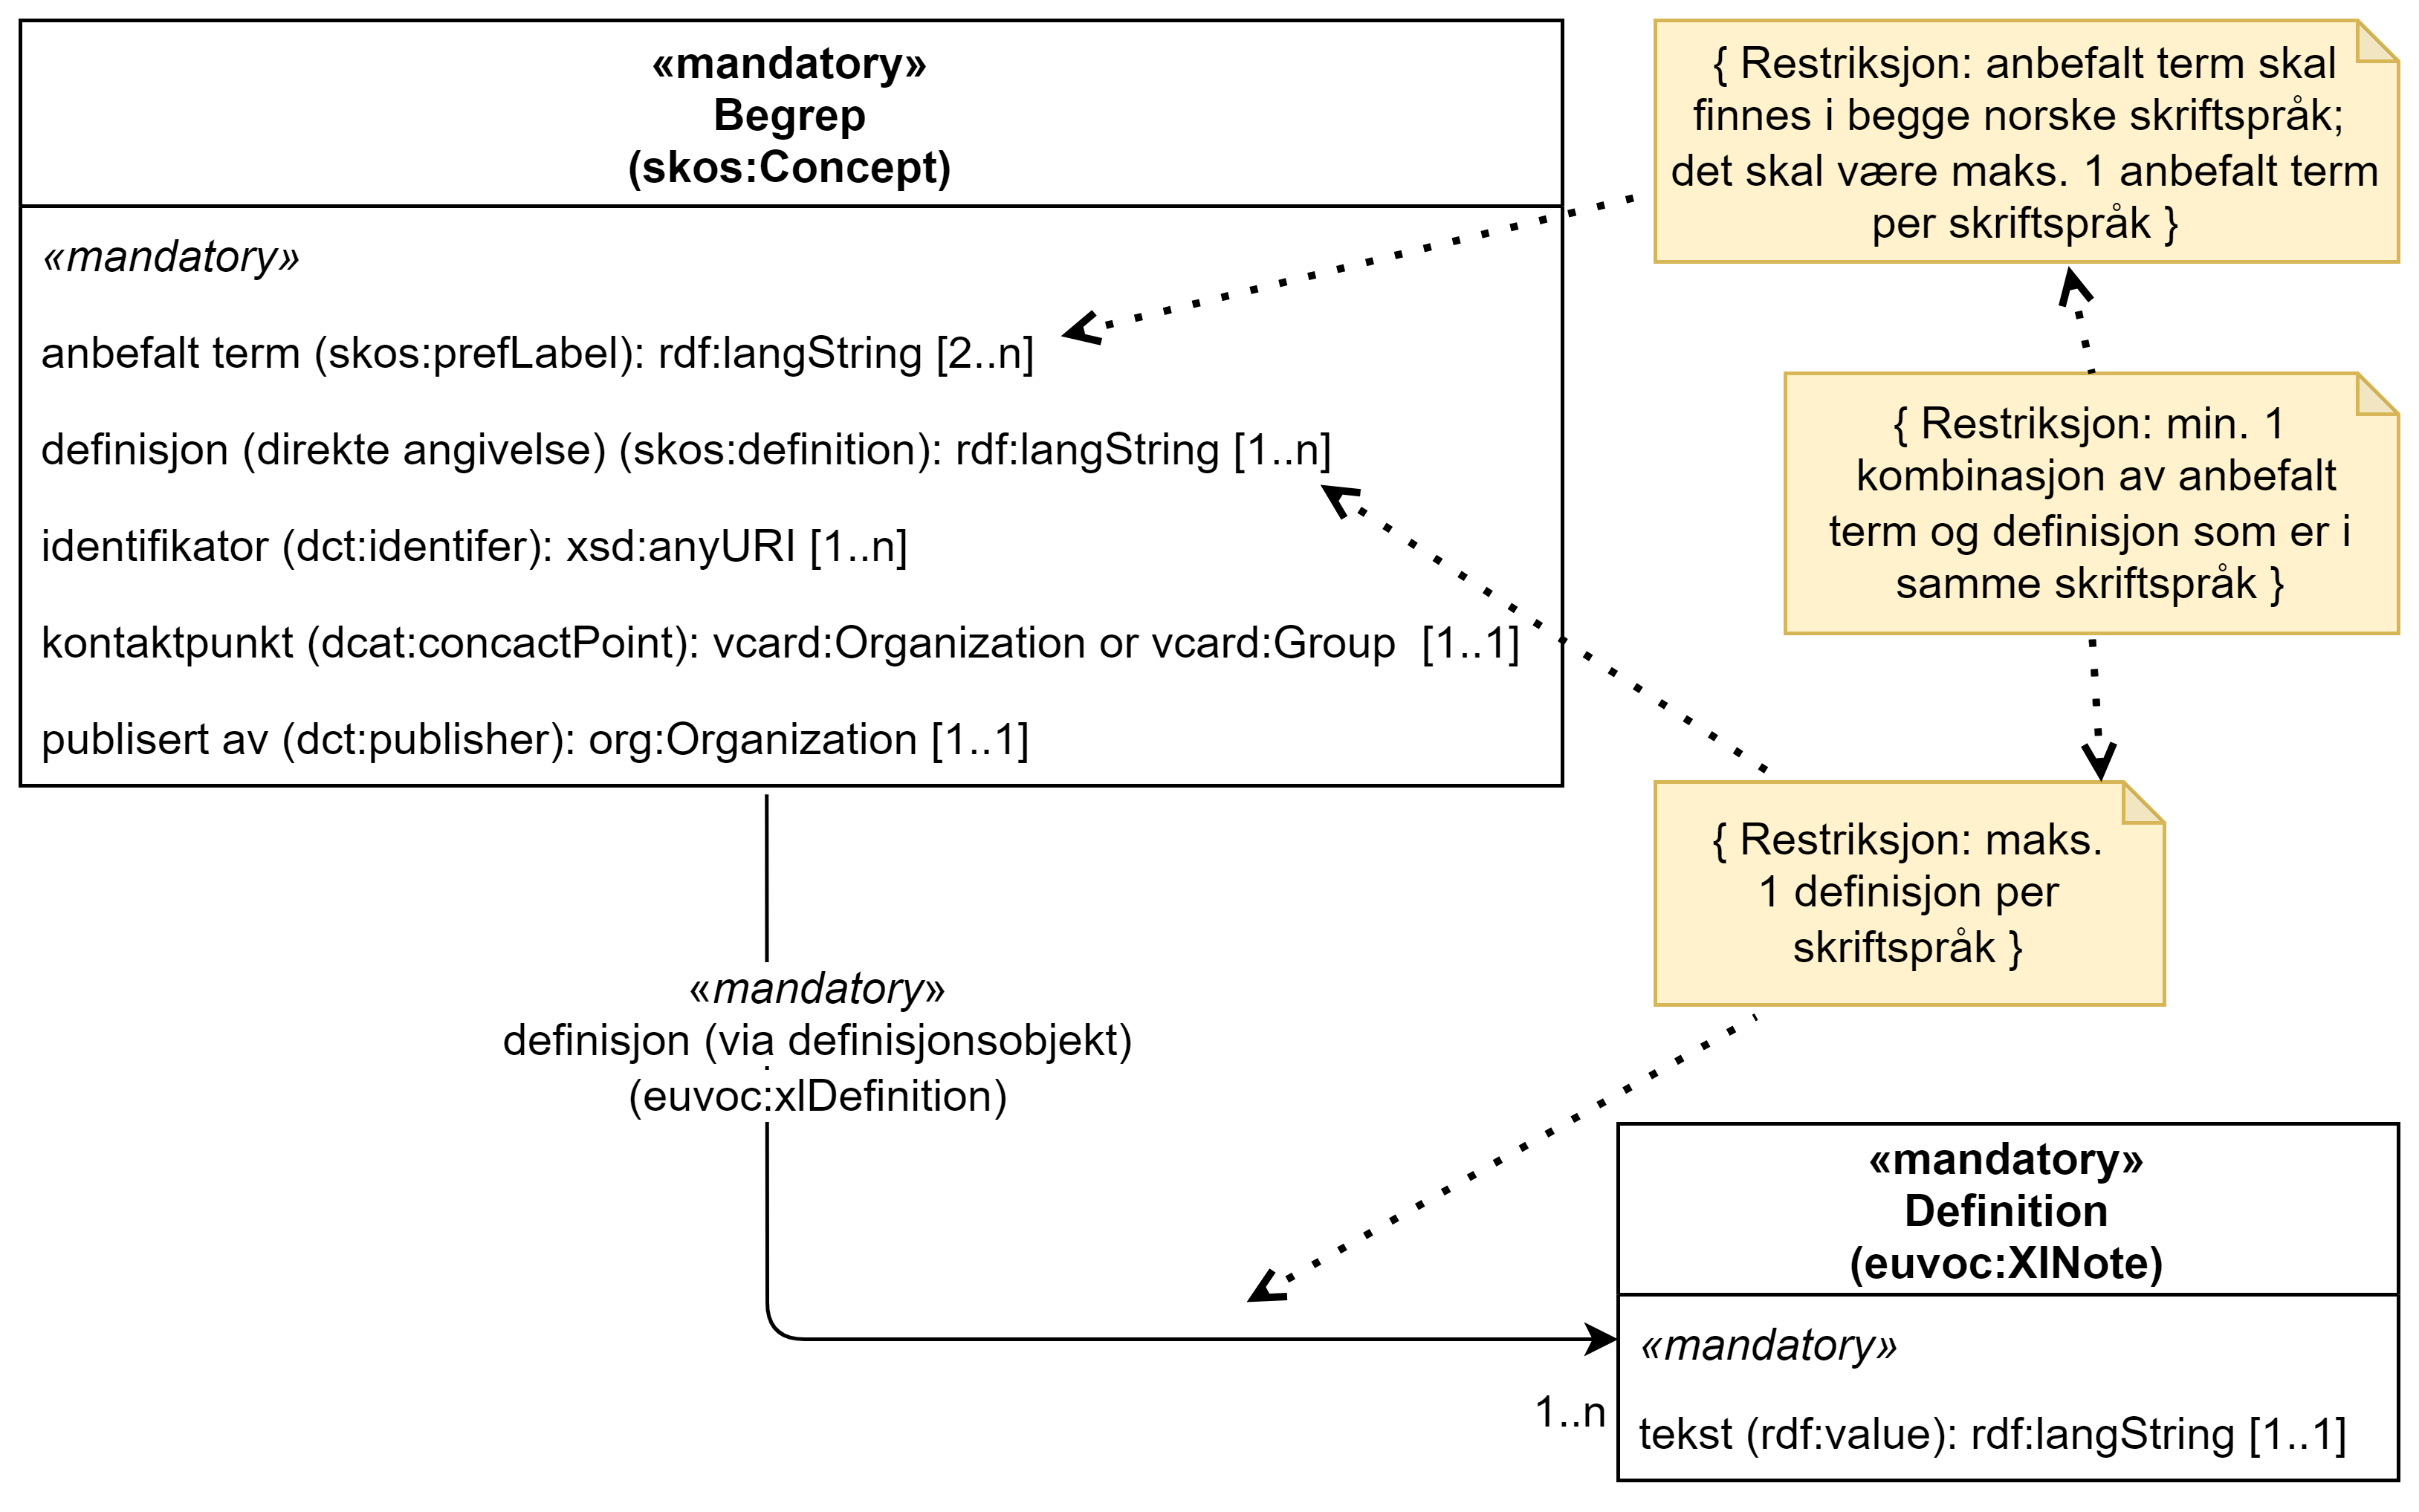 «mandatory»
Begrep
(skos:Concept)
«mandatory»
anbefalt term (skos:prefLabel): rdf:langString [2..n]
definisjon (direkte angivelse) (skos:definition): rdf:langString [1..n]
identifikator (dct:identifer): xsd:anyURI [1..n]
kontaktpunkt (dcat:concactPoint): vcard:Organization or vcard:Group [1..1]
publisert av (dct:publisher): org:Organization [1..1]
{ Restriksjon: anbefalt term skal
finnes i begge norske skriftspråk;
det skal være maks. 1 anbefalt term
per skriftspråk }
{ Restriksjon: min. 1
kombinasjon av anbefalt
term og definisjon som er i
samme skriftspråk }
{ Restriksjon: maks.
1 definisjon per
skriftspråk }
«mandatory»
definisjon (via definisjonsobjekt)
(euvoc:xlDefinition)
1..n
«mandatory»
Definition
(euvoc:XlNote)
«mandatory»
tekst (rdf:value): rdf:langString [1..1]